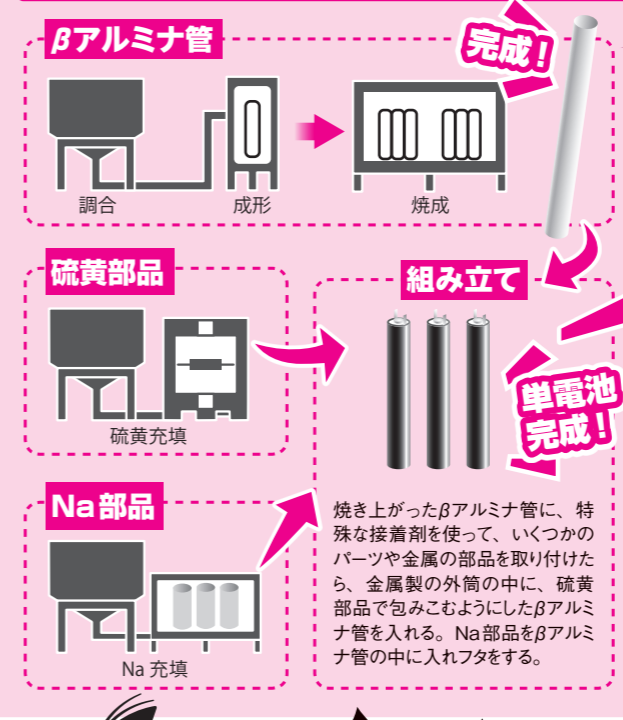 βアルミナ管
完成！
調合
成形
焼成
硫黄部品
硫黄充填
Na部品
Na 充填
組み立て
単電池
完成！
焼き上がったβアルミナ管に、特
殊な接着剤を使って、いくつかの
パーツや金属の部品を取り付けた
ら、金属製の外筒の中に、硫黄
部品で包みこむようにしたβアルミ
ナ管を入れる。Na部品をβアルミ
ナ管の中に入れフタをする。